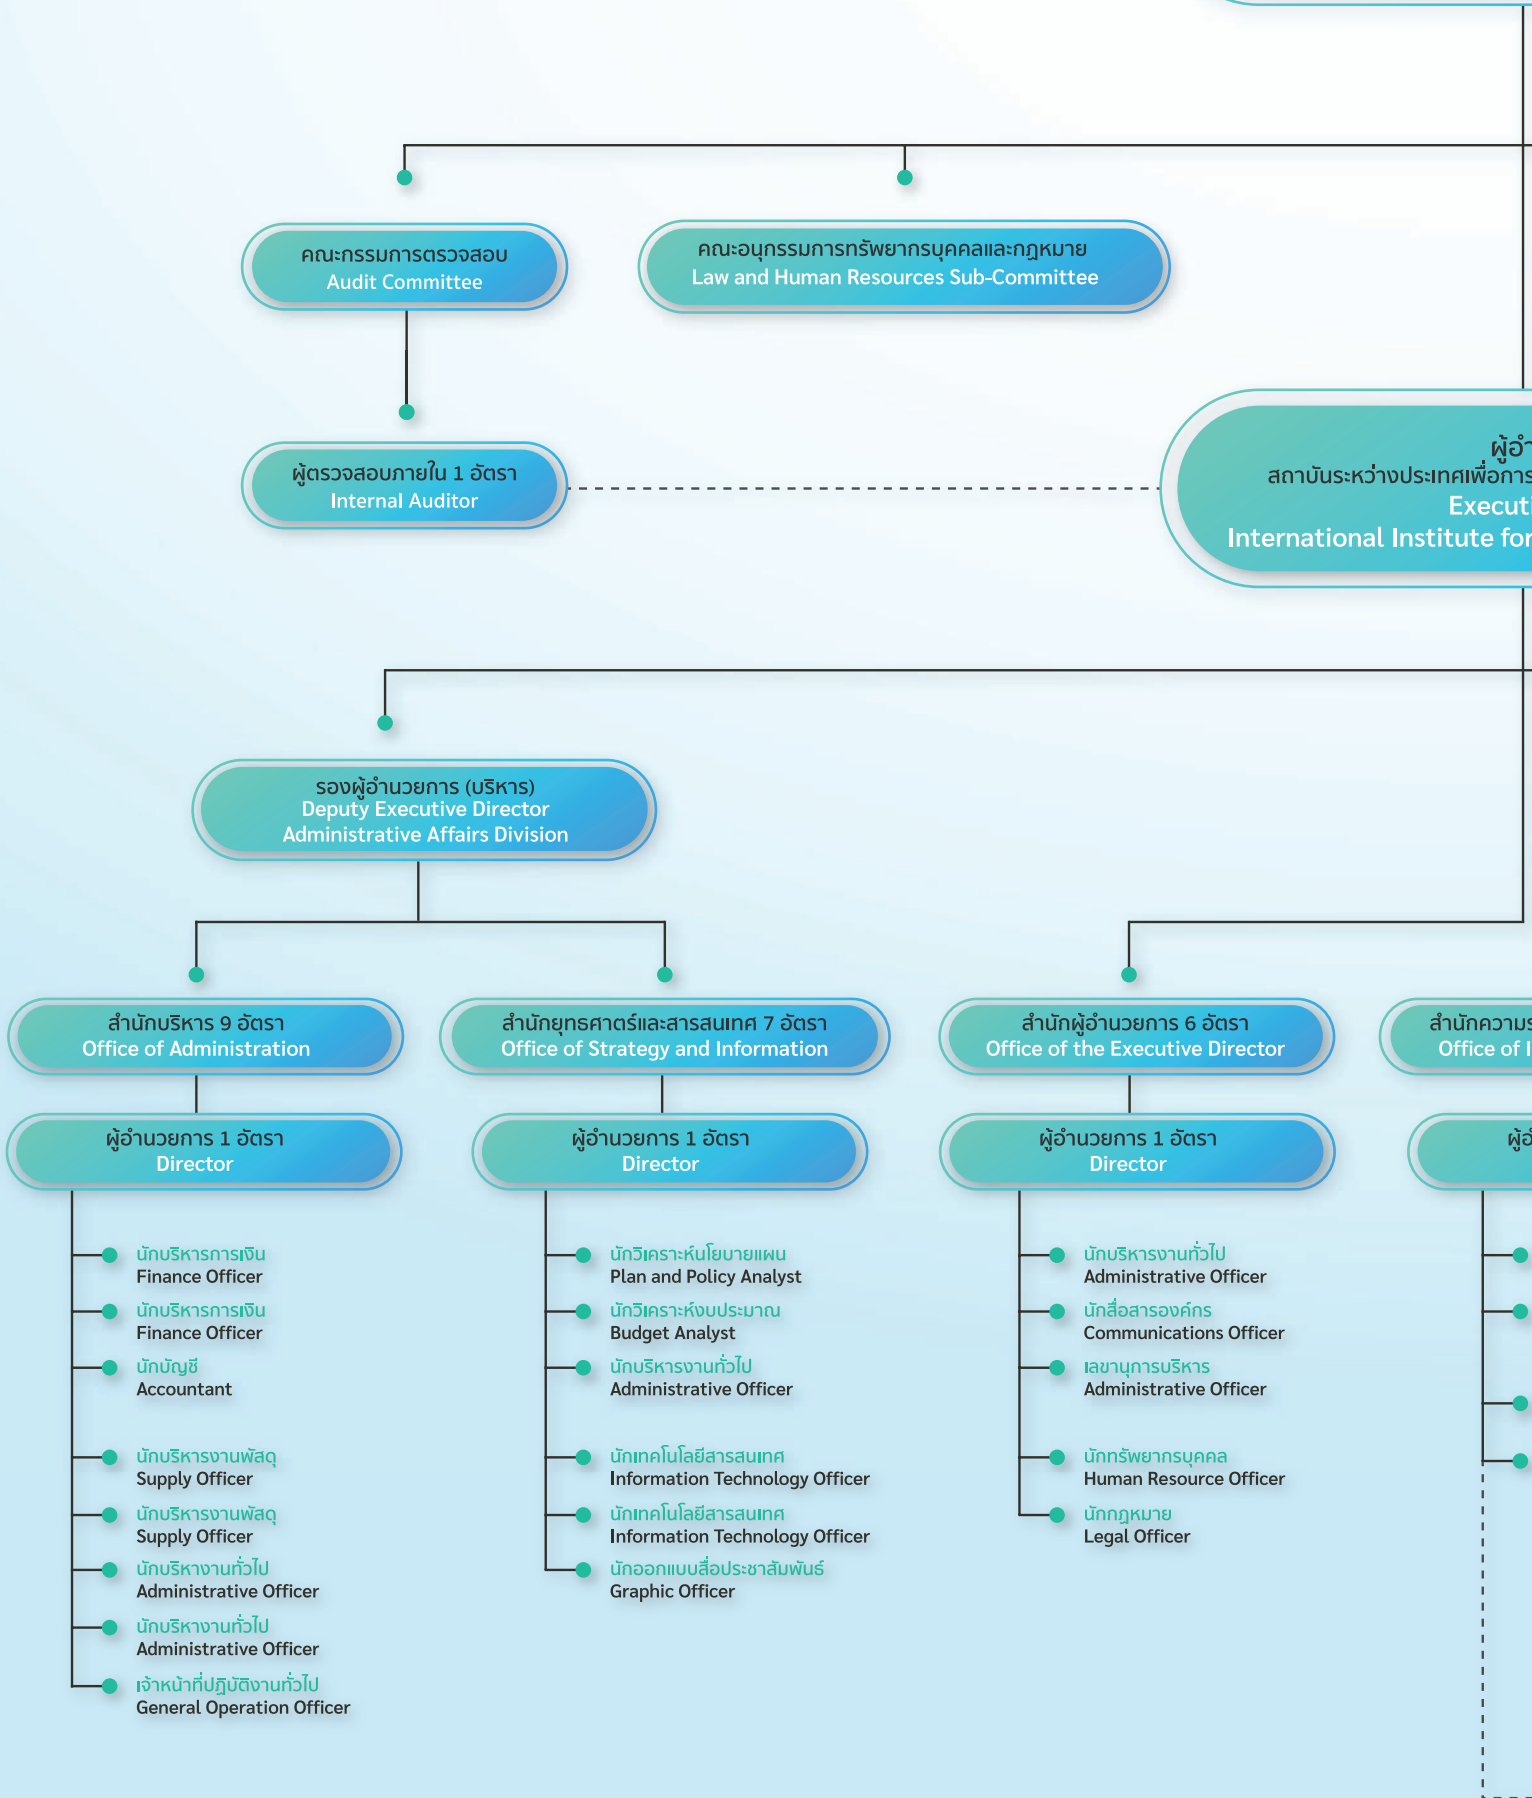 คณะกรรมการตรวจสอบ
Audit Committee
คณะอนุกรรมการทรัพยากรบุคคลและกฎหมาย
Law and Human Resources Sub-Committee
ผู้ตรวจสอบภายใน 1 อัตรา
Internal Auditor
สถาบันระหว่างประเทศเพื่อการ
International Institute for
รองผู้อำนวยการ (บริหาร)
Deputy Executive Director
Administrative Affairs Division
สำนักบริหาร 9 อัตรา
Office of Administration
ผู้อำนวยการ 1 อัตรา
Director
นักบริหารการเงิน
Finance Officer
นักบริหารการเงิน
Finance Officer
นักบัญชี
Accountant
นักบริหารงานพัสดุ
Supply Officer
นักบริหารงานพัสดุ
Supply Officer
นักบริหางานทั่วไป
Administrative Officer
นักบริหางานทั่วไป
Administrative Officer
เจ้าหน้าที่ปฏิบัติงานทั่วไป
General Operation Officer
สำนักยุทธศาตร์และสารสนเทศ 7 อัตรา
Office of Strategy and Information
ผู้อำนวยการ 1 อัตรา
Director
นักวิเคราะห์นโยบายแผน
Plan and Policy Analyst
นักวิเคราะห์งบประมาณ
Budget Analyst
นักบริหารงานทั่วไป
Administrative Officer
นักเทคโนโลยีสารสนเทศ
Information Technology Officer
นักเทคโนโลยีสารสนเทศ
Information Technology Officer
นักออกแบบสื่อประชาสัมพันธ์
Graphic Officer
สำนักผู้อำนวยการ 6 อัตรา
Office of the Executive Director
ผู้อำนวยการ 1 อัตรา
Director
นักบริหารงานทั่วไป
Administrative Officer
นักสื่อสารองค์กร
Communications Officer
เลขานุการบริหาร
Administrative Officer
นักทรัพยากรบุคคล
Human Resource Officer
นักกฎหมาย
Legal Officer
Office of